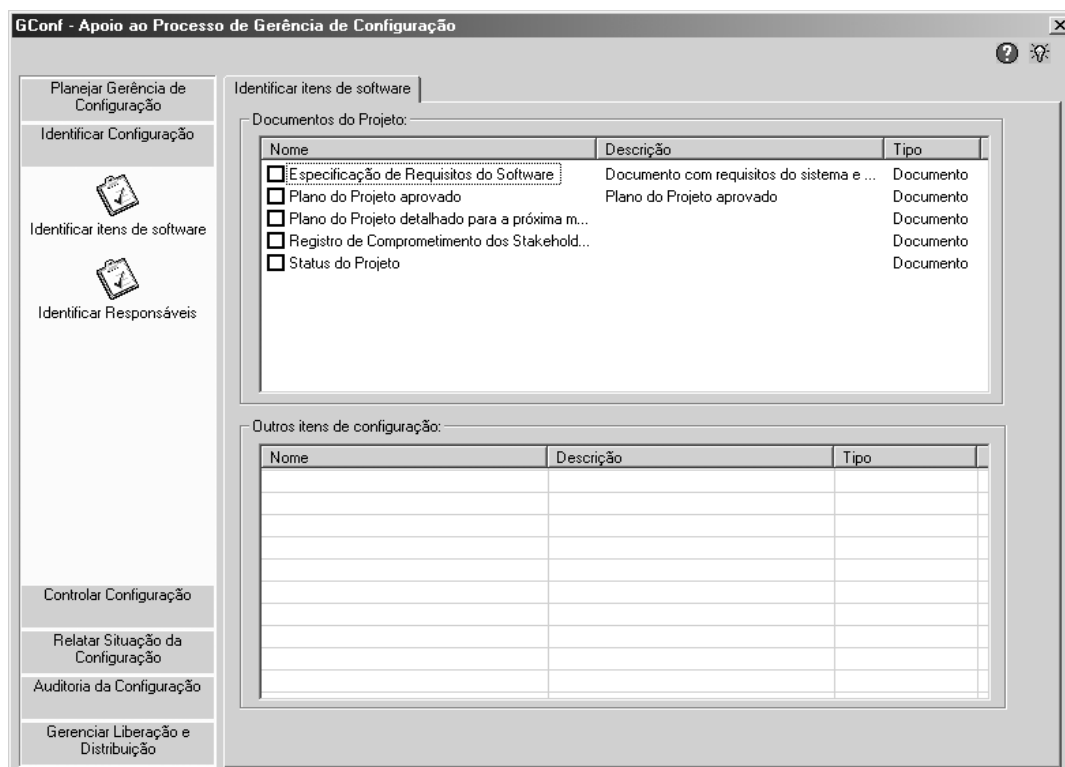 GConf - Apoio ao Processo de Gerência de Configuração
Planejar Gerência de
Configuração
Identificar Configuração
Identificar itens de software
Identificar Responsáveis
Controlar Configuração
Relatar Situação da
Configuração
Auditoria da Configuração
Gerenciar Liberação e
Distribuição
Identificar itens de software
Documentos do Projeto:
Nome Descrição Tipo
Especificação de Requisitos do Software Documento com requisitos do sistema e ... Documento
Plano do Projeto aprovado Plano do Projeto aprovado Documento
Plano do Projeto detalhado para a próxima m... Documento
Registro de Comprometimento dos Stakehold... Documento
Status do Projeto Documento
Outros itens de configuração:
Nome Descrição Tipo